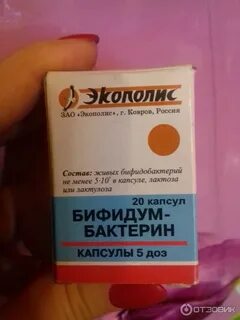 Экополис
ЗАО «Экополис», г. Ковров, Россия
Состав: живых бифидобактерий
не менее 5·10⁷ в капсуле, лактоза
или лактулоза
20 капсул
БИФИДУМ-
БАКТЕРИН
КАПСУЛЫ 5 ДОЗ
ОТЗОВИК